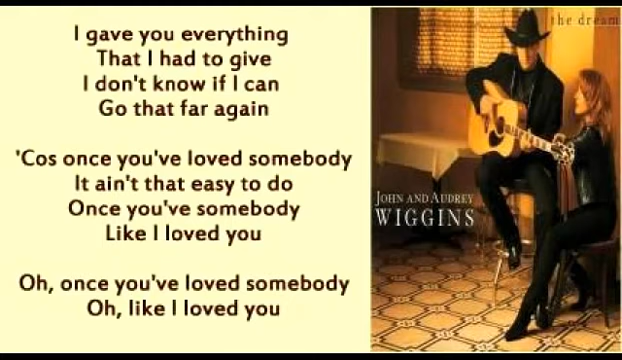 I gave you everything
That I had to give
I don't know if I can
Go that far again
'Cos once you've loved somebody
It ain't that easy to do
Once you've somebody
Like I loved you
Oh, once you've loved somebody
Oh, like I loved you
the dream
JOHN AND AUDREY
WIGGINS